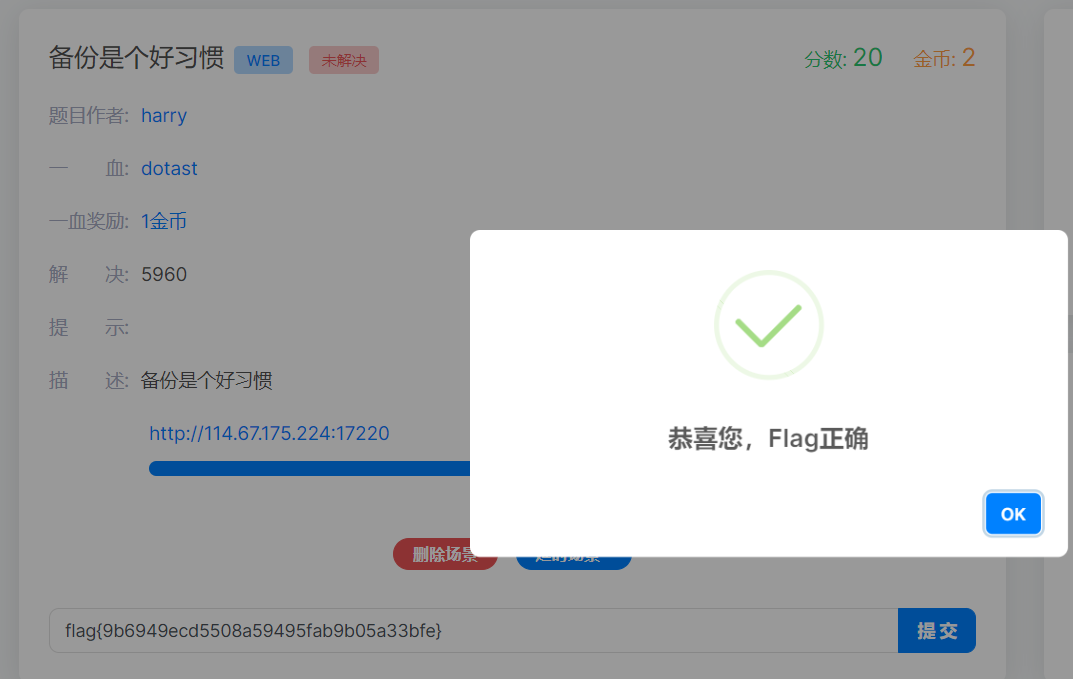 备份是个好习惯 WEB 未解决 分数: 20 金币: 2
题目作者: harry
一 血: dotast
一血奖励: 1金币
解 决: 5960
提 示:
描 述: 备份是个好习惯
http://114.67.175.224:17220
恭喜您，Flag正确
OK
删除场景
flag{9b6949ecd5508a59495fab9b05a33bfe} 提交